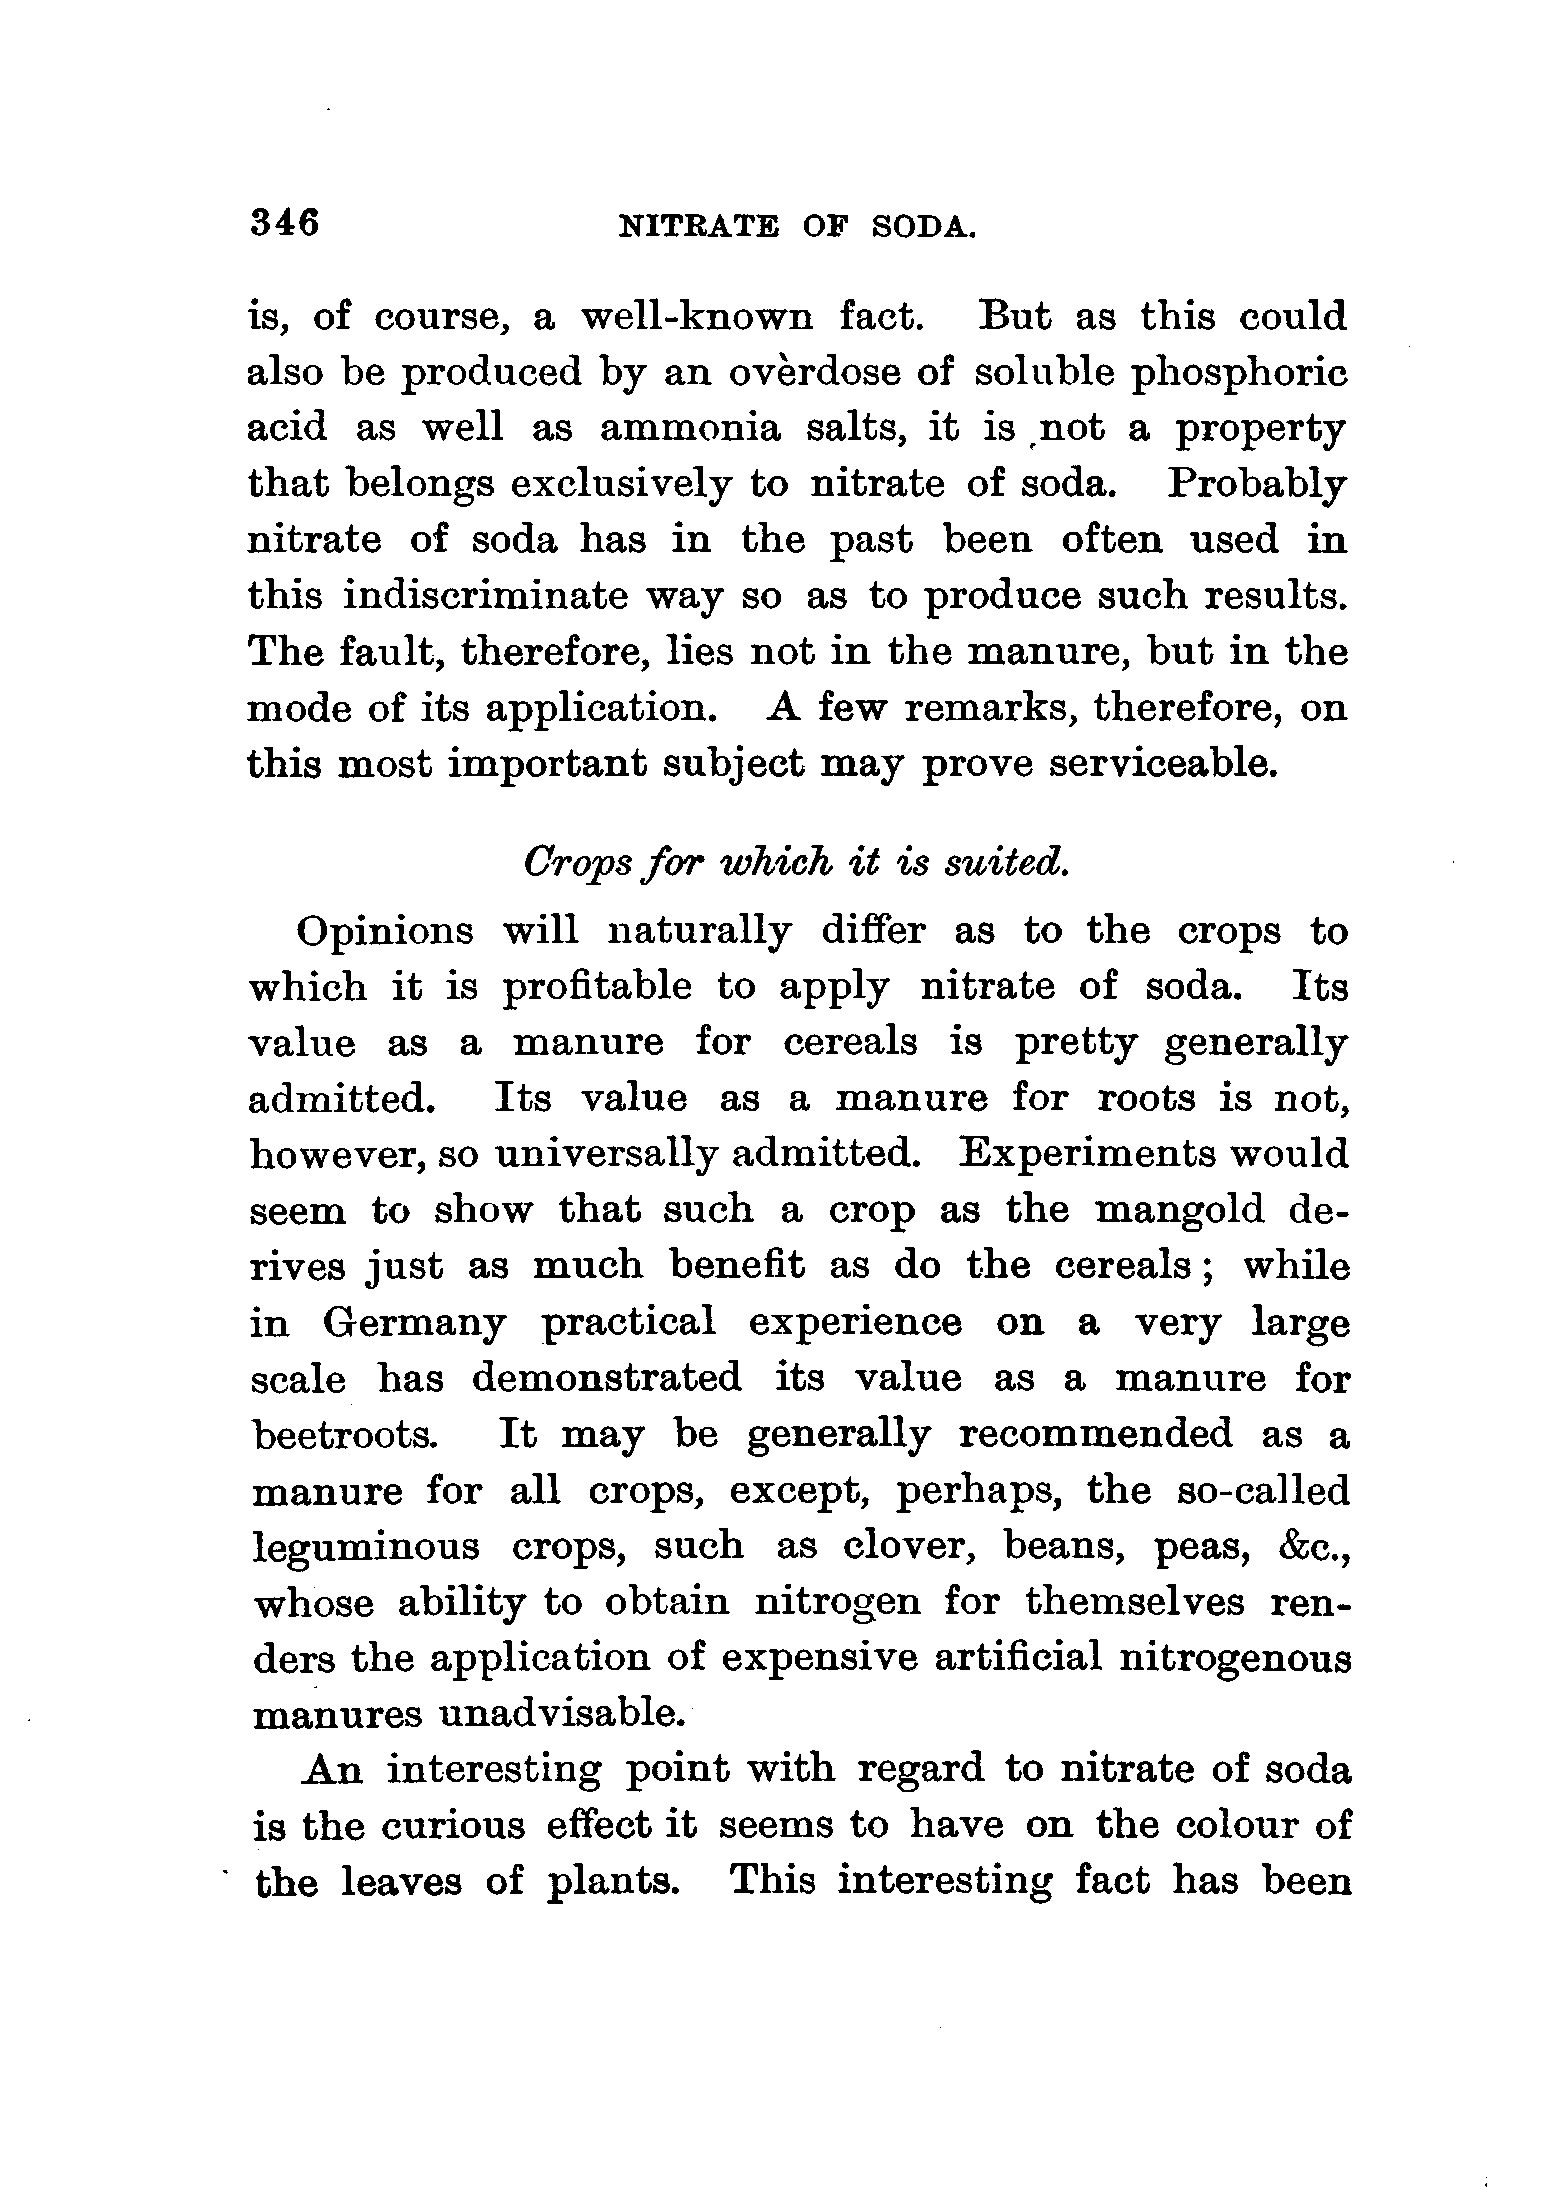 346 NITRATE OF SODA.
is, of course, a well-known fact. But as this could
also be produced by an overdose of soluble phosphoric
acid as well as ammonia salts, it is not a property
that belongs exclusively to nitrate of soda. Probably
nitrate of soda has in the past been often used in
this indiscriminate way so as to produce such results.
The fault, therefore, lies not in the manure, but in the
mode of its application. A few remarks, therefore, on
this most important subject may prove serviceable.
Crops for which it is suited.
Opinions will naturally differ as to the crops to
which it is profitable to apply nitrate of soda. Its
value as a manure for cereals is pretty generally
admitted. Its value as a manure for roots is not,
however, so universally admitted. Experiments would
seem to show that such a crop as the mangold de-
rives just as much benefit as do the cereals; while
in Germany practical experience on a very large
scale has demonstrated its value as a manure for
beetroots. It may be generally recommended as a
manure for all crops, except, perhaps, the so-called
leguminous crops, such as clover, beans, peas, &c.,
whose ability to obtain nitrogen for themselves ren-
ders the application of expensive artificial nitrogenous
manures unadvisable.
An interesting point with regard to nitrate of soda
is the curious effect it seems to have on the colour of
the leaves of plants. This interesting fact has been